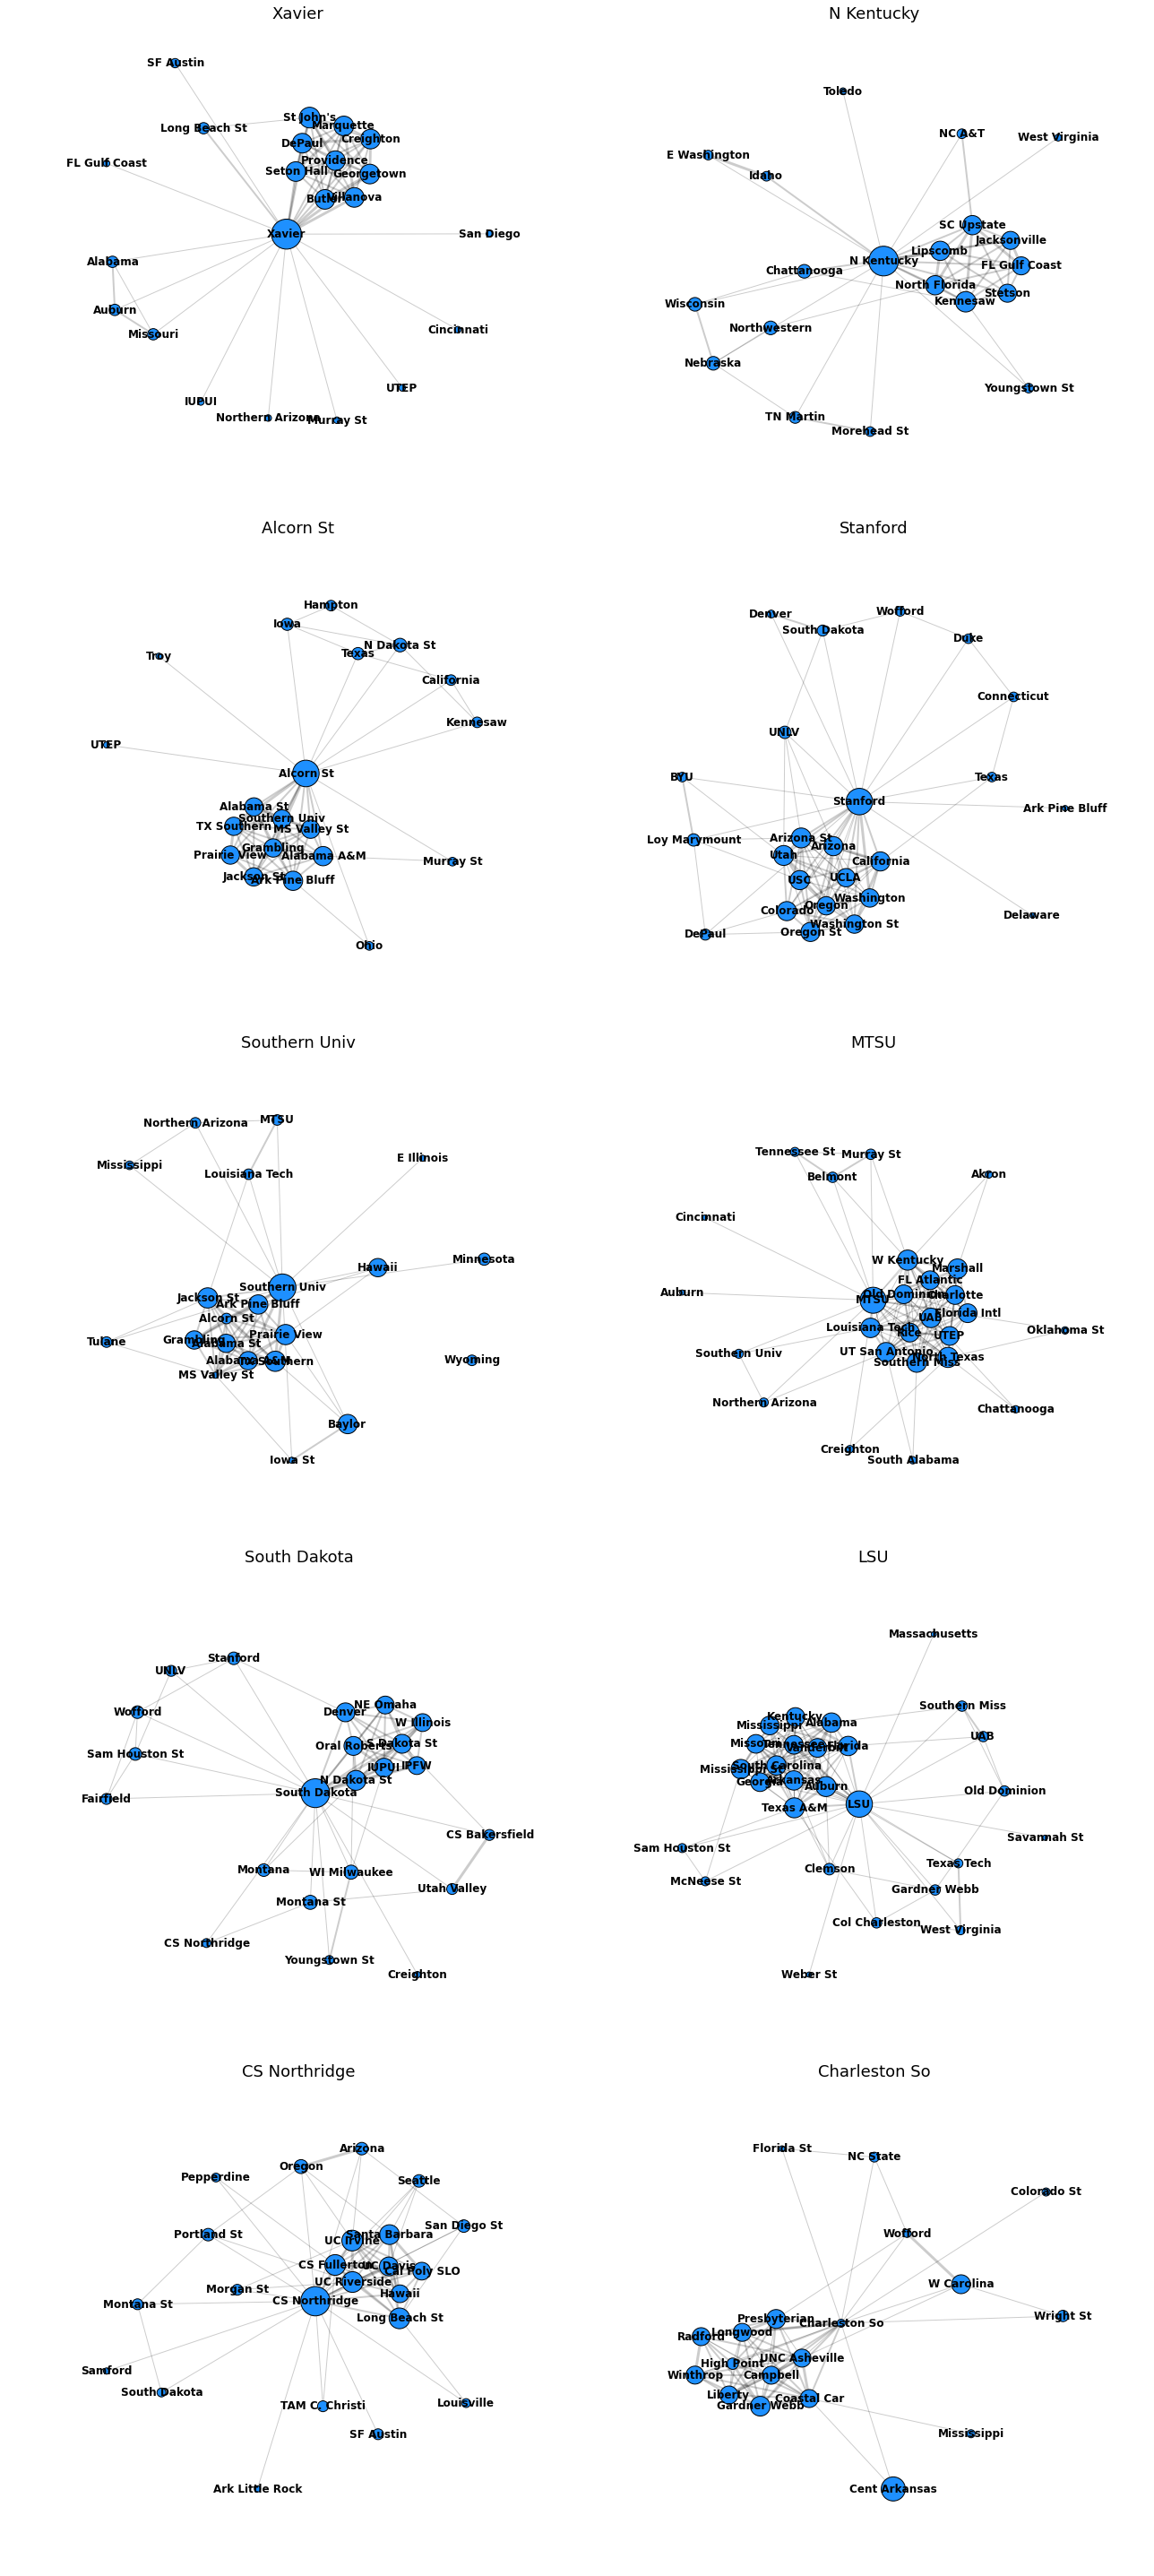 Xavier
SF Austin
St John's
Marquette
Long Beach St
Creighton
DePaul
Providence
FL Gulf Coast
Seton Hall
Georgetown
Butler
Villanova
Xavier
San Diego
Alabama
Auburn
Cincinnati
Missouri
UTEP
IUPUI
Northern Arizona
Murray St
N Kentucky
Toledo
NC A&T
West Virginia
E Washington
Idaho
SC Upstate
Jacksonville
Lipscomb
N Kentucky
FL Gulf Coast
Chattanooga
North Florida
Stetson
Kennesaw
Wisconsin
Northwestern
Nebraska
Youngstown St
TN Martin
Morehead St
Alcorn St
Hampton
Iowa
N Dakota St
Texas
Troy
California
Kennesaw
UTEP
Alcorn St
Alabama St
Southern Univ
TX Southern
MS Valley St
Grambling
Prairie View
Alabama A&M
Murray St
Jackson St
Ark Pine Bluff
Ohio
Stanford
Denver
Wofford
South Dakota
Duke
Connecticut
UNLV
BYU
Texas
Stanford
Ark Pine Bluff
Loy Marymount
Arizona St
Arizona
Utah
California
USC
UCLA
Washington
Oregon
Colorado
Delaware
Washington St
Oregon St
DePaul
Southern Univ
Northern Arizona
MTSU
Mississippi
E Illinois
Louisiana Tech
Minnesota
Hawaii
Southern Univ
Jackson St
Ark Pine Bluff
Alcorn St
Prairie View
Grambling
Alabama St
Tulane
Alabama A&M
TX Southern
Wyoming
MS Valley St
Baylor
Iowa St
MTSU
Tennessee St
Murray St
Belmont
Akron
Cincinnati
W Kentucky
Marshall
FL Atlantic
Auburn
Old Dominion
Charlotte
MTSU
Florida Intl
UAB
Louisiana Tech
Rice
UTEP
Oklahoma St
Southern Univ
UT San Antonio
North Texas
Southern Miss
Northern Arizona
Chattanooga
Creighton
South Alabama
South Dakota
Stanford
UNLV
Wofford
NE Omaha
Denver
W Illinois
Sam Houston St
Oral Roberts
S Dakota St
IUPUI
IPFW
N Dakota St
South Dakota
Fairfield
CS Bakersfield
Montana
WI Milwaukee
Utah Valley
Montana St
CS Northridge
Youngstown St
Creighton
LSU
Massachusetts
Southern Miss
Kentucky
Mississippi
Alabama
UAB
Missouri
Tennessee
Vanderbilt
Florida
South Carolina
Mississippi St
Georgia
Arkansas
Auburn
Old Dominion
Texas A&M
LSU
Savannah St
Sam Houston St
Texas Tech
Clemson
McNeese St
Gardner Webb
Col Charleston
West Virginia
Weber St
CS Northridge
Arizona
Oregon
Pepperdine
Seattle
San Diego St
Portland St
Santa Barbara
UC Irvine
CS Fullerton
UC Davis
Cal Poly SLO
UC Riverside
Morgan St
Hawaii
CS Northridge
Montana St
Long Beach St
Samford
South Dakota
TAM C. Christi
Louisville
SF Austin
Ark Little Rock
Charleston So
Florida St
NC State
Colorado St
Wofford
W Carolina
Wright St
Presbyterian
Charleston So
Longwood
Radford
UNC Asheville
High Point
Winthrop
Campbell
Liberty
Coastal Car
Gardner Webb
Mississippi
Cent Arkansas